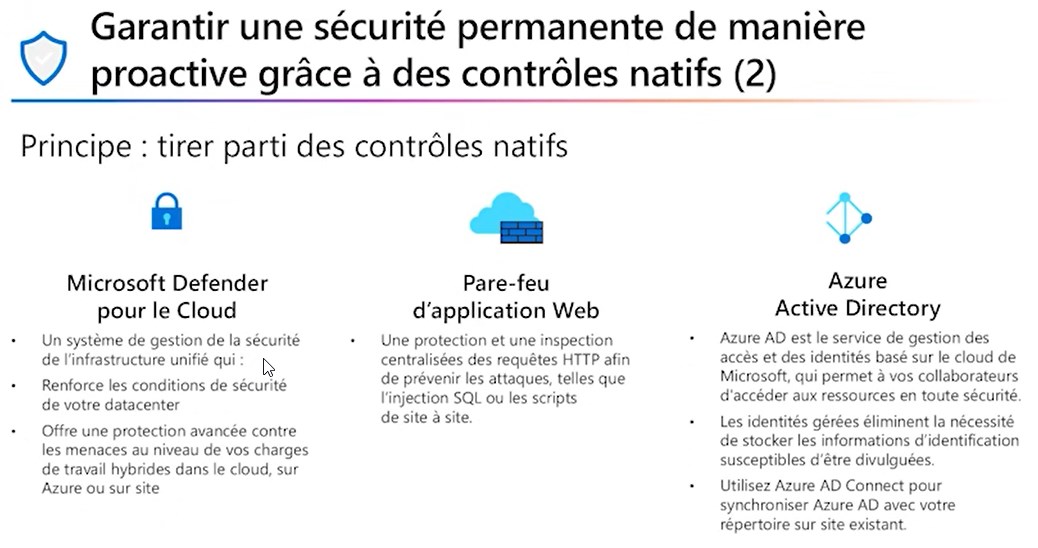 Garantir une sécurité permanente de manière
proactive grâce à des contrôles natifs (2)
Principe : tirer parti des contrôles natifs
Microsoft Defender
pour le Cloud
• Un système de gestion de la sécurité
de l'infrastructure unifié qui :
• Renforce les conditions de sécurité
de votre datacenter
• Offre une protection avancée contre
les menaces au niveau de vos charges
de travail hybrides dans le cloud, sur
Azure ou sur site
Pare-feu
d'application Web
• Une protection et une inspection
centralisées des requêtes HTTP afin
de prévenir les attaques, telles que
l'injection SQL ou les scripts
de site à site.
Azure
Active Directory
• Azure AD est le service de gestion des
accès et des identités basé sur le cloud de
Microsoft, qui permet à vos collaborateurs
d'accéder aux ressources en toute sécurité.
• Les identités gérées éliminent la nécessité
de stocker les informations d'identification
susceptibles d'être divulguées.
• Utilisez Azure AD Connect pour
synchroniser Azure AD avec votre
répertoire sur site existant.